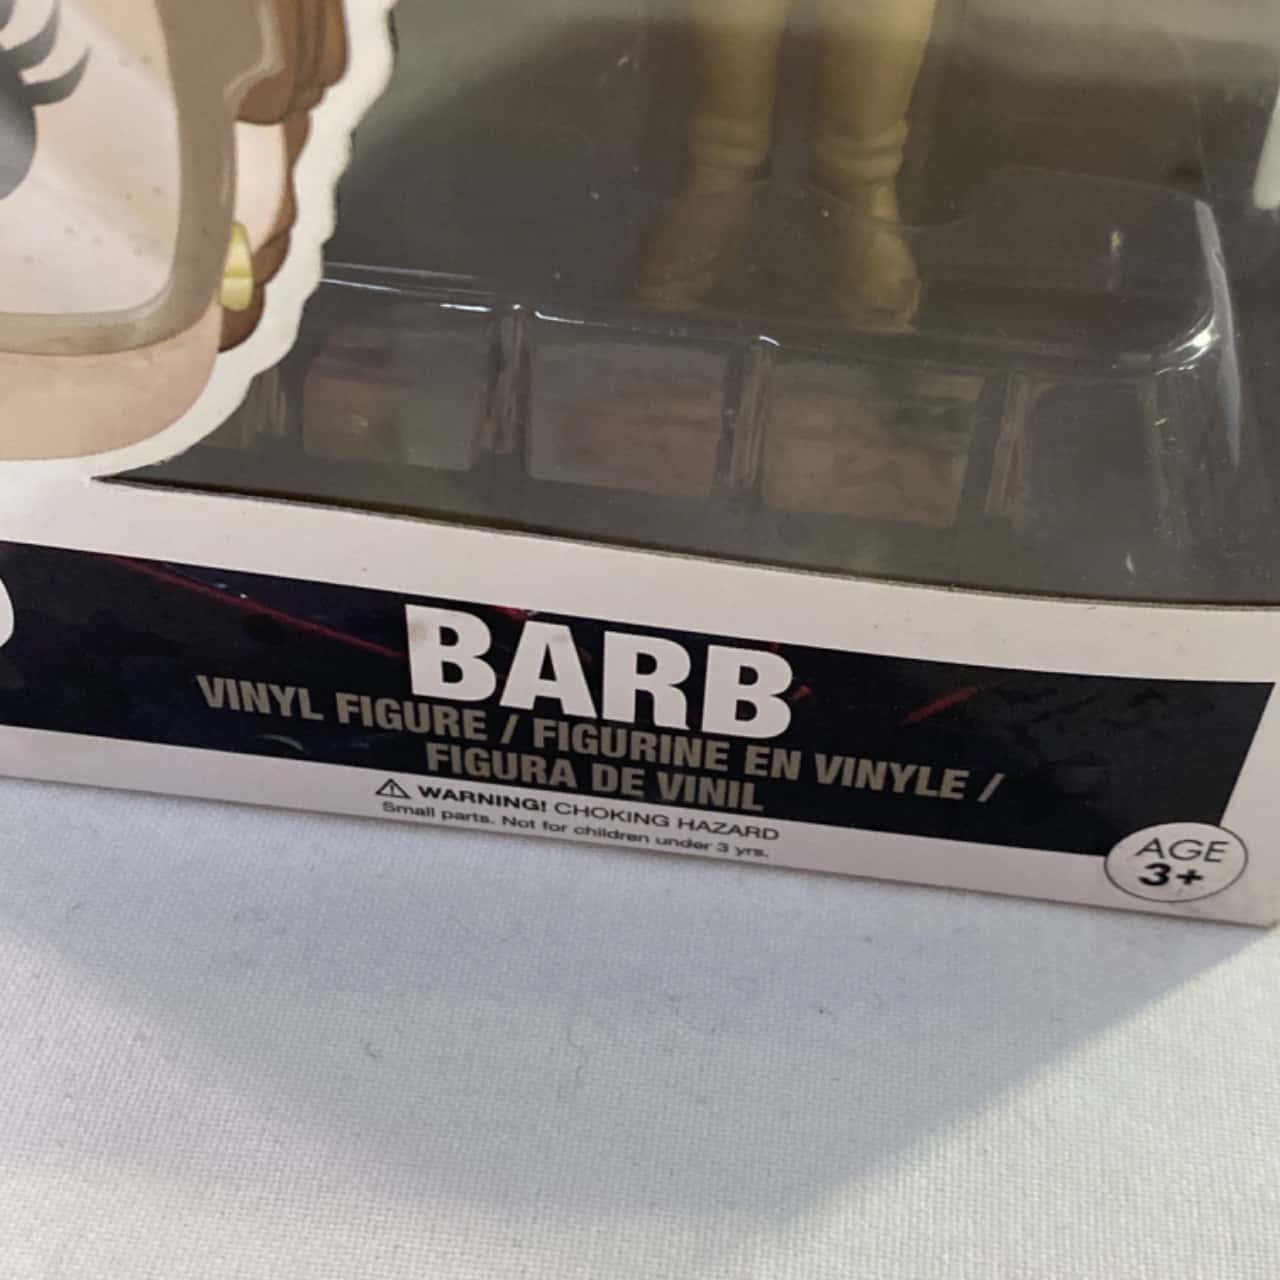 BARB
VINYL FIGURE / FIGURINE EN VINYLE /
FIGURA DE VINIL
WARNING! CHOKING HAZARD
Small parts. Not for children under 3 yrs.
AGE
3+